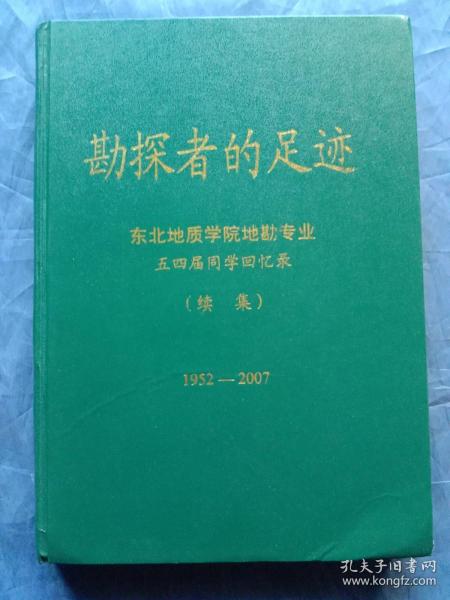 勘探者的足迹
东北地质学院地勘专业
五四届同学回忆录
（续 集）
1952—2007
孔夫子旧书网
www.kongfz.com